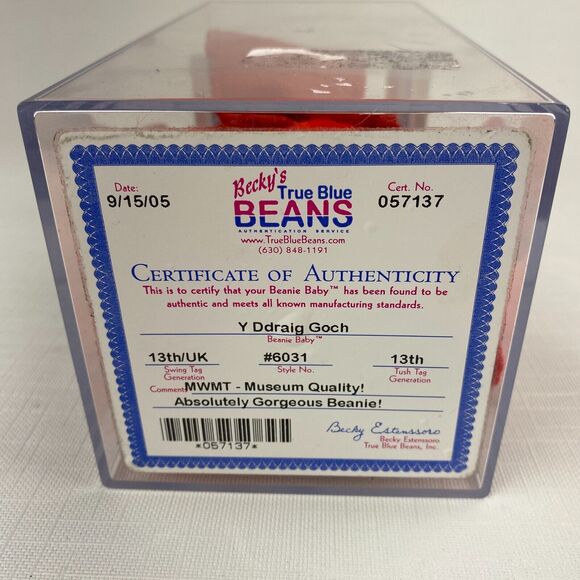 Date:
9/15/05
Becky's
True Blue
BEANS
AUTHENTICATION SERVICE
www.TrueBlueBeans.com
(630) 848-1191
Cert. No.
057137
CERTIFICATE OF AUTHENTICITY
This is to certify that your Beanie Baby™ has been found to be
authentic and meets all known manufacturing standards.
Y Ddraig Goch
Beanie Baby™
13th/UK #6031 13th
Swing Tag Style No. Tush Tag
Generation Generation
Comments MWMT - Museum Quality!
Absolutely Gorgeous Beanie!
*057137*
Becky Estenssoro
Becky Estenssoro
True Blue Beans, Inc.